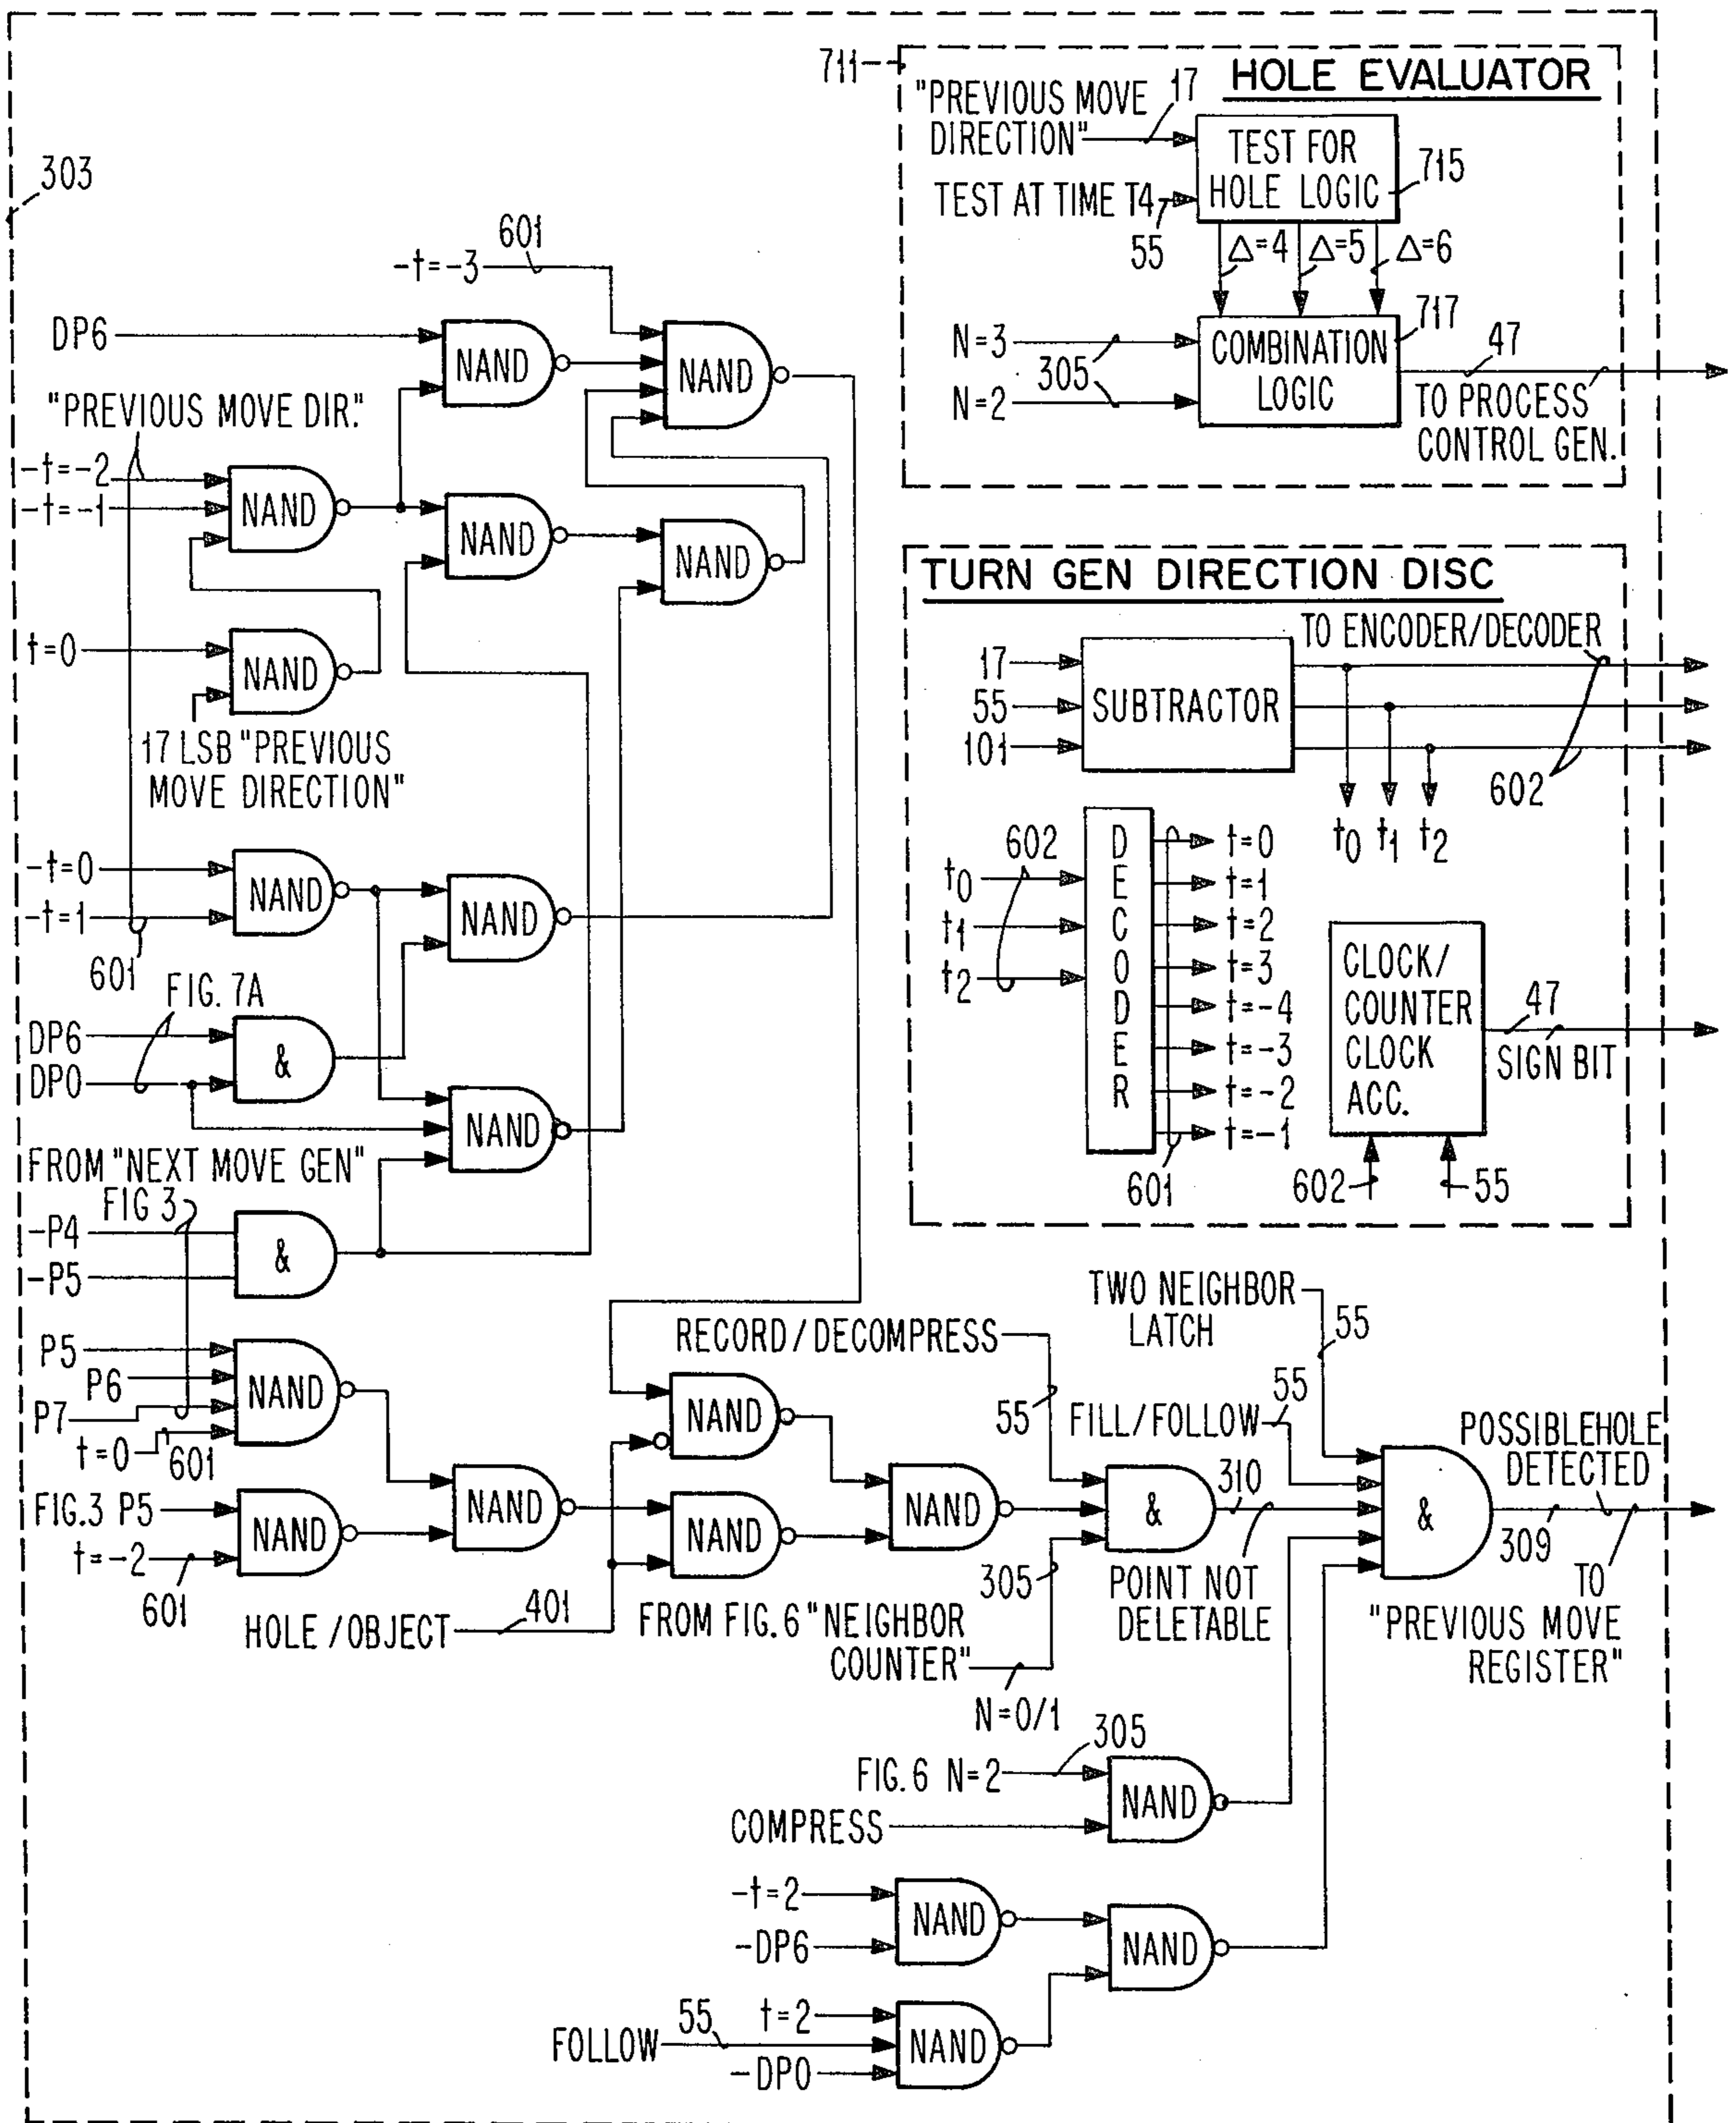 711
HOLE EVALUATOR
"PREVIOUS MOVE
DIRECTION"
17
TEST FOR
HOLE LOGIC
715
TEST AT TIME T4
55
Δ=4
Δ=5
Δ=6
N=3
305
N=2
COMBINATION
LOGIC
717
47
TO PROCESS
CONTROL GEN.
303
-t=-3
601
DP6
NAND
NAND
"PREVIOUS MOVE DIR."
-t=-2
-t=-1
NAND
NAND
NAND
t=0
NAND
17 LSB "PREVIOUS
MOVE DIRECTION"
TURN GEN DIRECTION DISC
TO ENCODER/DECODER
17
55
101
SUBTRACTOR
602
t0
t1
t2
602
t0
t1
t2
DECODER
t=0
t=1
t=2
t=3
t=-4
t=-3
t=-2
t=-1
601
CLOCK/
COUNTER
CLOCK
ACC.
47
SIGN BIT
602
55
-t=0
-t=1
NAND
NAND
601
FIG. 7A
DP6
DP0
&
NAND
FROM "NEXT MOVE GEN"
FIG 3
-P4
-P5
&
P5
P6
P7
t=0
601
NAND
FIG.3 P5
t=-2
601
NAND
NAND
HOLE/OBJECT
401
NAND
NAND
NAND
RECORD/DECOMPRESS
55
FROM FIG.6 "NEIGHBOR
COUNTER"
N=0/1
305
&
310
POINT NOT
DELETABLE
TWO NEIGHBOR
LATCH
55
FILL/FOLLOW
55
&
POSSIBLEHOLE
DETECTED
309
TO
"PREVIOUS MOVE
REGISTER"
FIG.6 N=2
305
COMPRESS
NAND
-t=2
-DP6
NAND
NAND
FOLLOW
55
t=2
-DP0
NAND